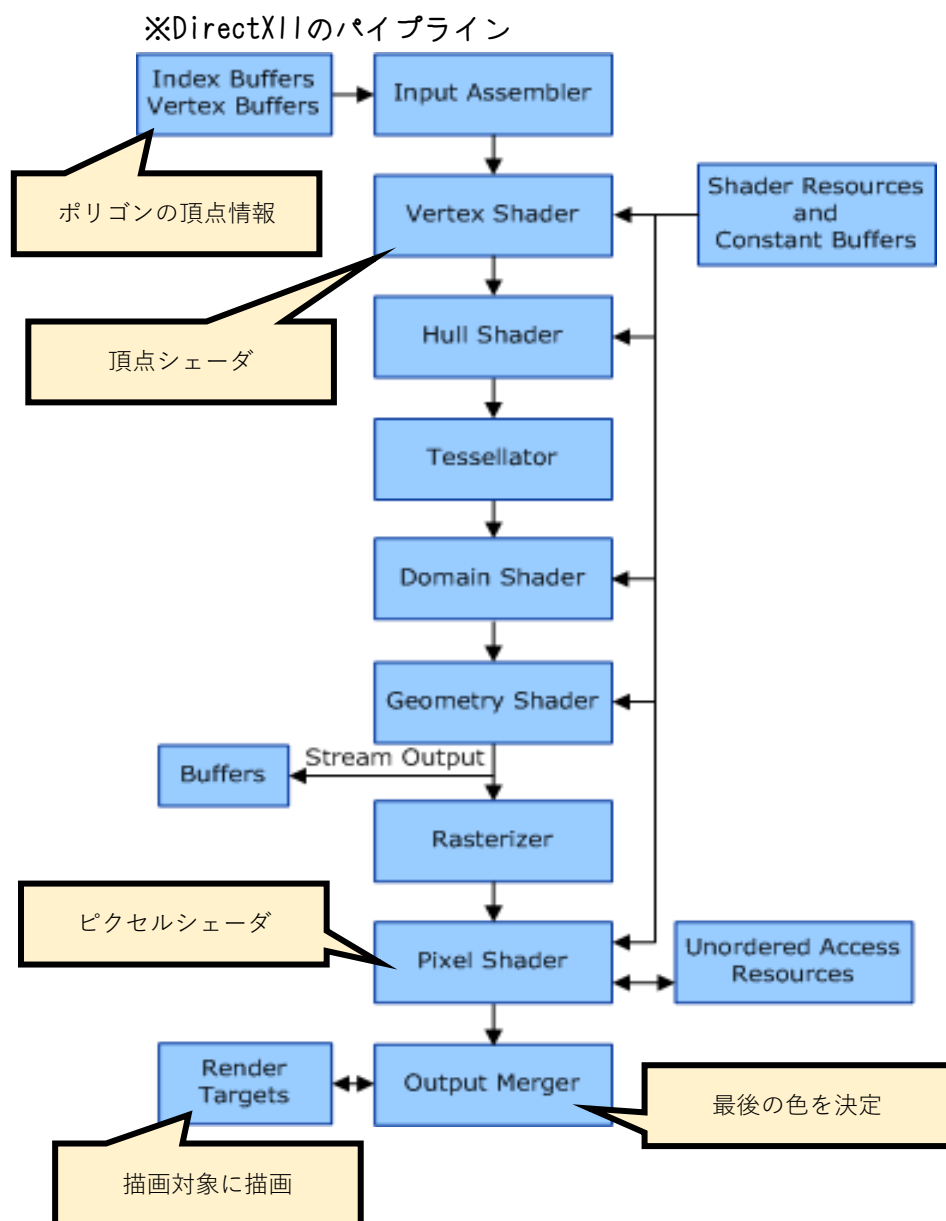 ※DirectX11のパイプライン
Index Buffers
Vertex Buffers
Input Assembler
ポリゴンの頂点情報
Vertex Shader
Shader Resources
and
Constant Buffers
頂点シェーダ
Hull Shader
Tessellator
Domain Shader
Geometry Shader
Stream Output
Buffers
Rasterizer
ピクセルシェーダ
Pixel Shader
Unordered Access
Resources
Render
Targets
Output Merger
最後の色を決定
描画対象に描画